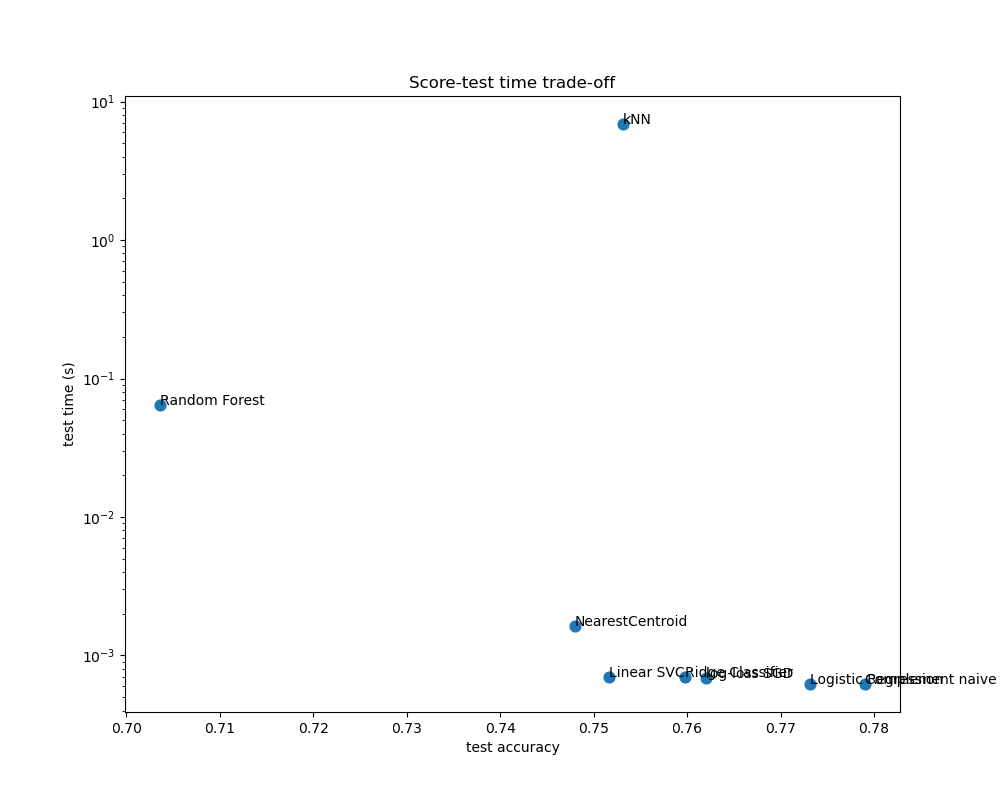 Score-test time trade-off
10¹
kNN
10⁰
test time (s)
10⁻¹
Random Forest
10⁻²
NearestCentroid
10⁻³
Linear SVC
Ridge Classifier
log-loss SGD
Logistic Regression
Complement naive
0.70 0.71 0.72 0.73 0.74 0.75 0.76 0.77 0.78
test accuracy